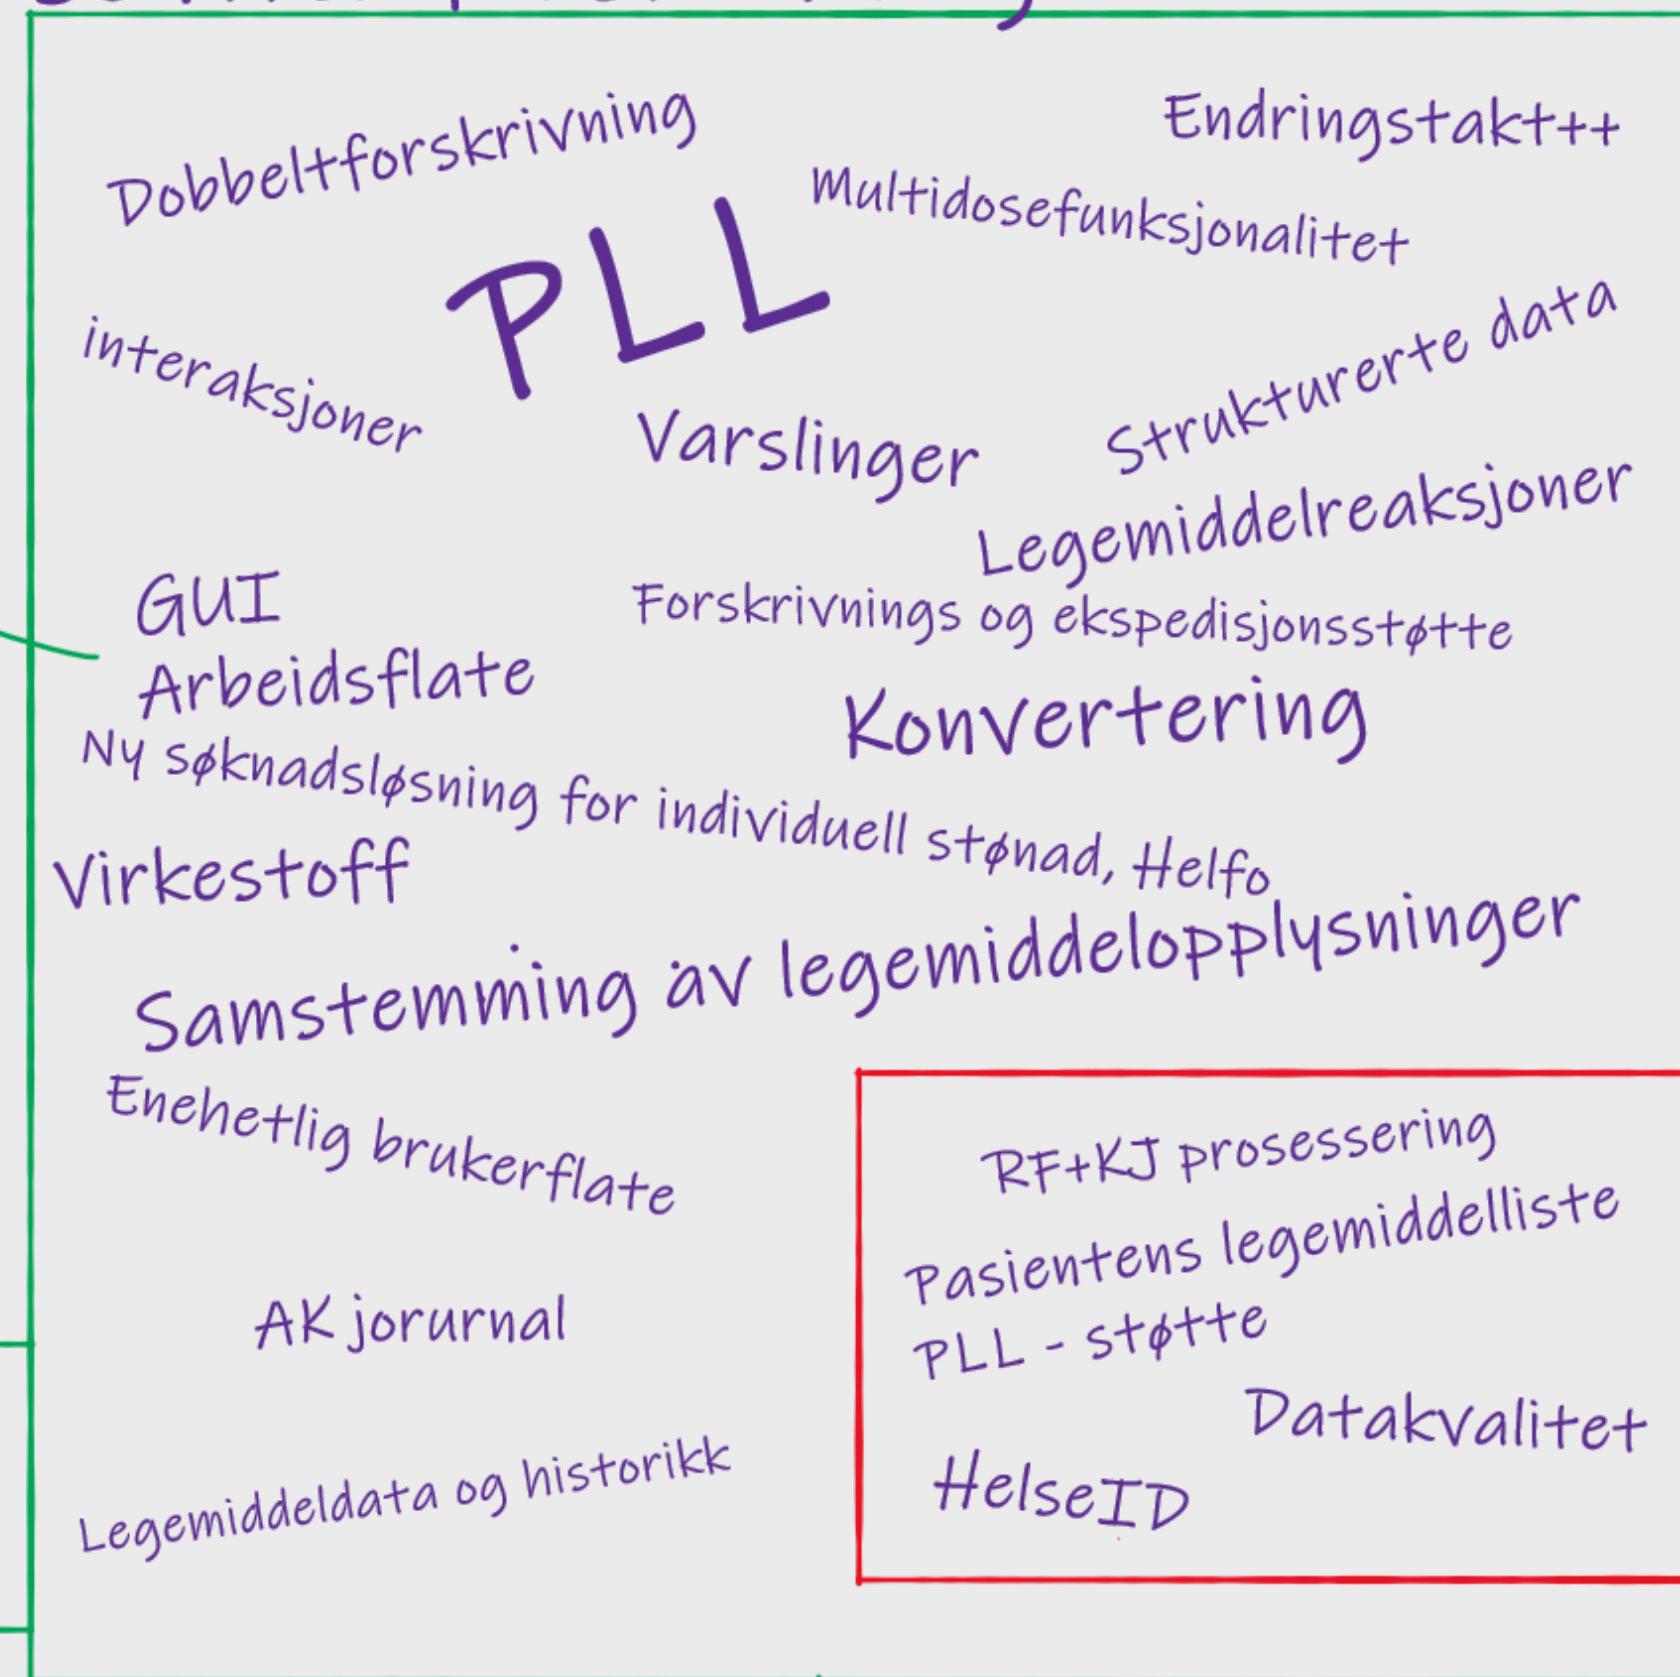 Dobbeltforskrivning
Endringstakt++
Multidosefunksjonalitet
PLL
interaksjoner
Strukturerte data
Varslinger
Legemiddelreaksjoner
GUI
Forskrivnings og ekspedisjonsstøtte
Arbeidsflate
Konvertering
Ny søknadsløsning for individuell stønad, Helfo
Virkestoff
Samstemming av legemiddelopplysninger
Enehetlig brukerflate
RF+KJ prosessering
Pasientens legemiddelliste
PLL - støtte
AK jorurnal
Datakvalitet
HelseID
Legemiddeldata og historikk